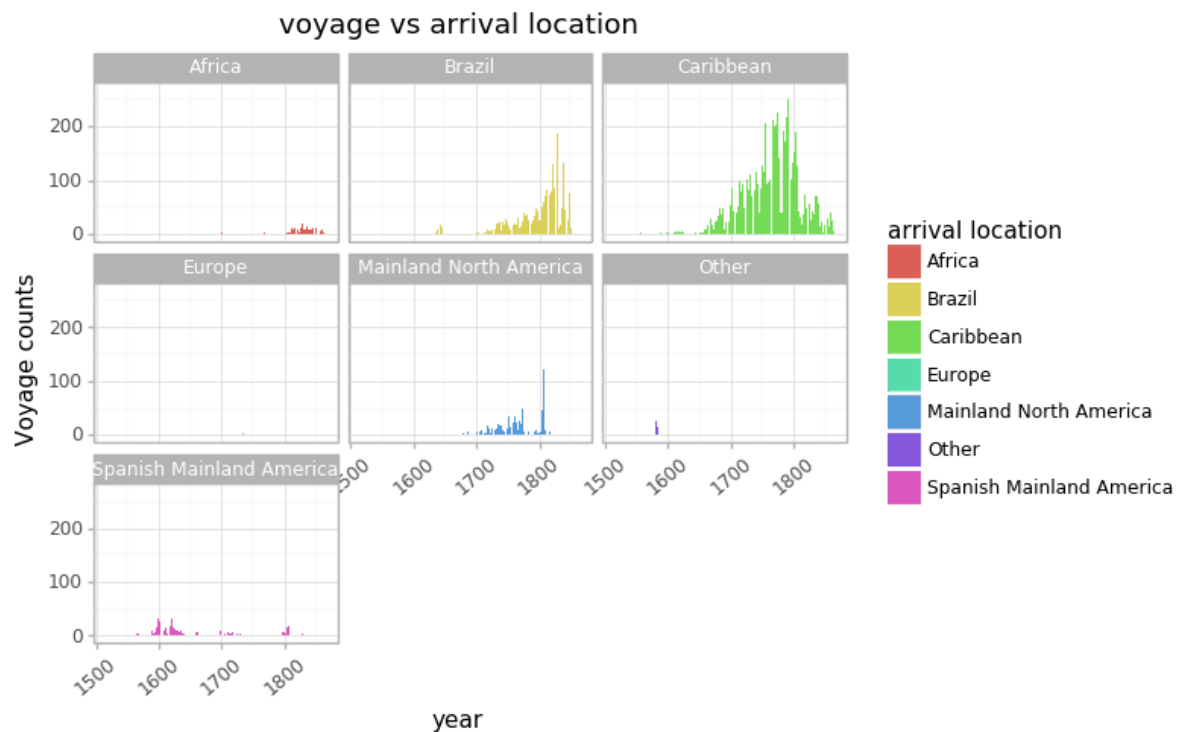 voyage vs arrival location
Africa
Brazil
Caribbean
200
100
0
Europe
Mainland North America
Other
200
100
0
Spanish Mainland America
1500
1600
1700
1800
1500
1600
1700
1800
200
100
0
1500
1600
1700
1800
Voyage counts
year
arrival location
Africa
Brazil
Caribbean
Europe
Mainland North America
Other
Spanish Mainland America